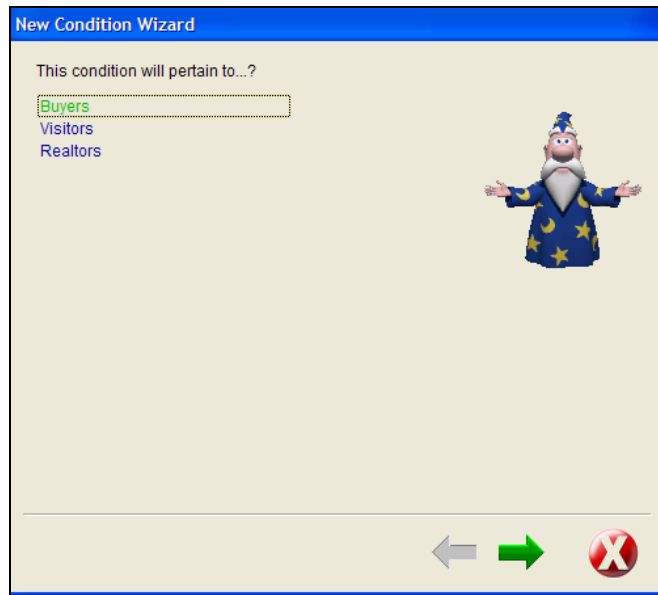 New Condition Wizard
This condition will pertain to...?
Buyers
Visitors
Realtors